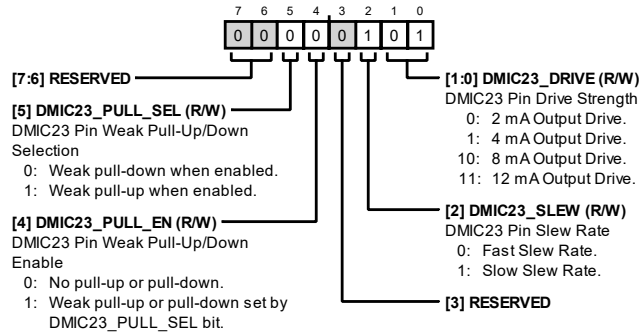 7 6 5 4 3 2 1 0
0 0 0 0 0 1 0 1
[7:6] RESERVED
[5] DMIC23_PULL_SEL (R/W)
DMIC23 Pin Weak Pull-Up/Down
Selection
0: Weak pull-down when enabled.
1: Weak pull-up when enabled.
[4] DMIC23_PULL_EN (R/W)
DMIC23 Pin Weak Pull-Up/Down
Enable
0: No pull-up or pull-down.
1: Weak pull-up or pull-down set by
DMIC23_PULL_SEL bit.
[1:0] DMIC23_DRIVE (R/W)
DMIC23 Pin Drive Strength
0: 2 mA Output Drive.
1: 4 mA Output Drive.
10: 8 mA Output Drive.
11: 12 mA Output Drive.
[2] DMIC23_SLEW (R/W)
DMIC23 Pin Slew Rate
0: Fast Slew Rate.
1: Slow Slew Rate.
[3] RESERVED